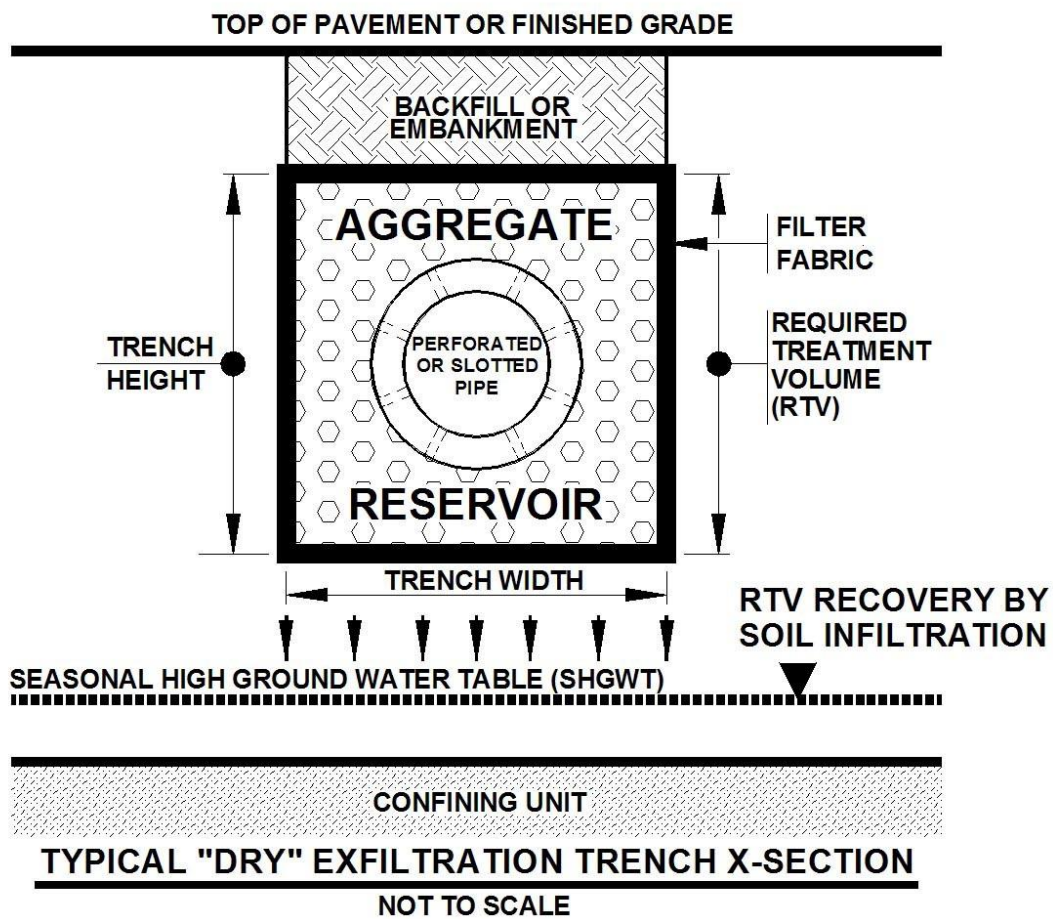 TOP OF PAVEMENT OR FINISHED GRADE
BACKFILL OR
EMBANKMENT
AGGREGATE
FILTER
FABRIC
PERFORATED
OR SLOTTED
PIPE
TRENCH
HEIGHT
REQUIRED
TREATMENT
VOLUME
(RTV)
RESERVOIR
TRENCH WIDTH
RTV RECOVERY BY
SOIL INFILTRATION
SEASONAL HIGH GROUND WATER TABLE (SHGWT)
CONFINING UNIT
TYPICAL "DRY" EXFILTRATION TRENCH X-SECTION
NOT TO SCALE